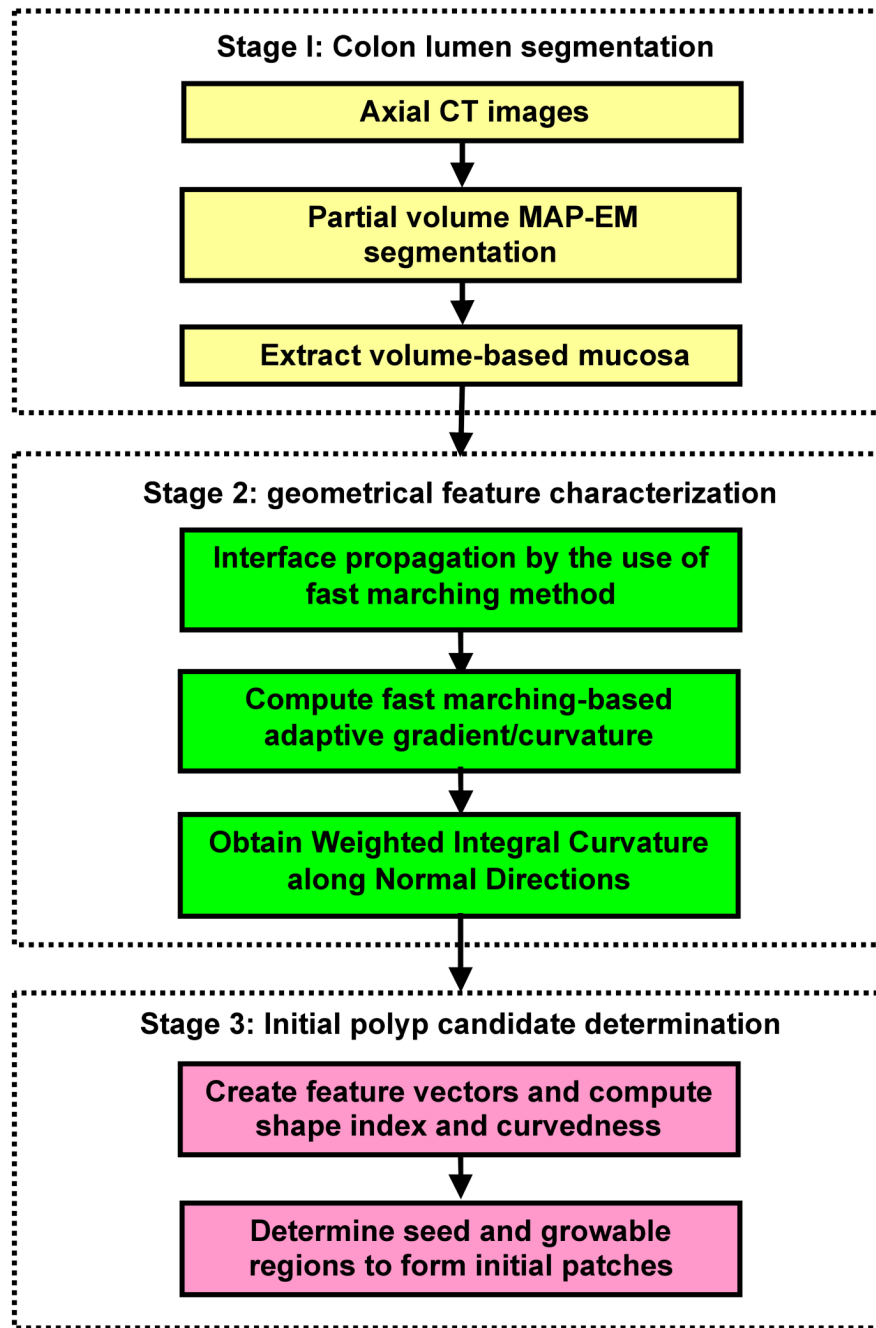 Stage I: Colon lumen segmentation
Axial CT images
Partial volume MAP-EM
segmentation
Extract volume-based mucosa
Stage 2: geometrical feature characterization
Interface propagation by the use of
fast marching method
Compute fast marching-based
adaptive gradient/curvature
Obtain Weighted Integral Curvature
along Normal Directions
Stage 3: Initial polyp candidate determination
Create feature vectors and compute
shape index and curvedness
Determine seed and growable
regions to form initial patches